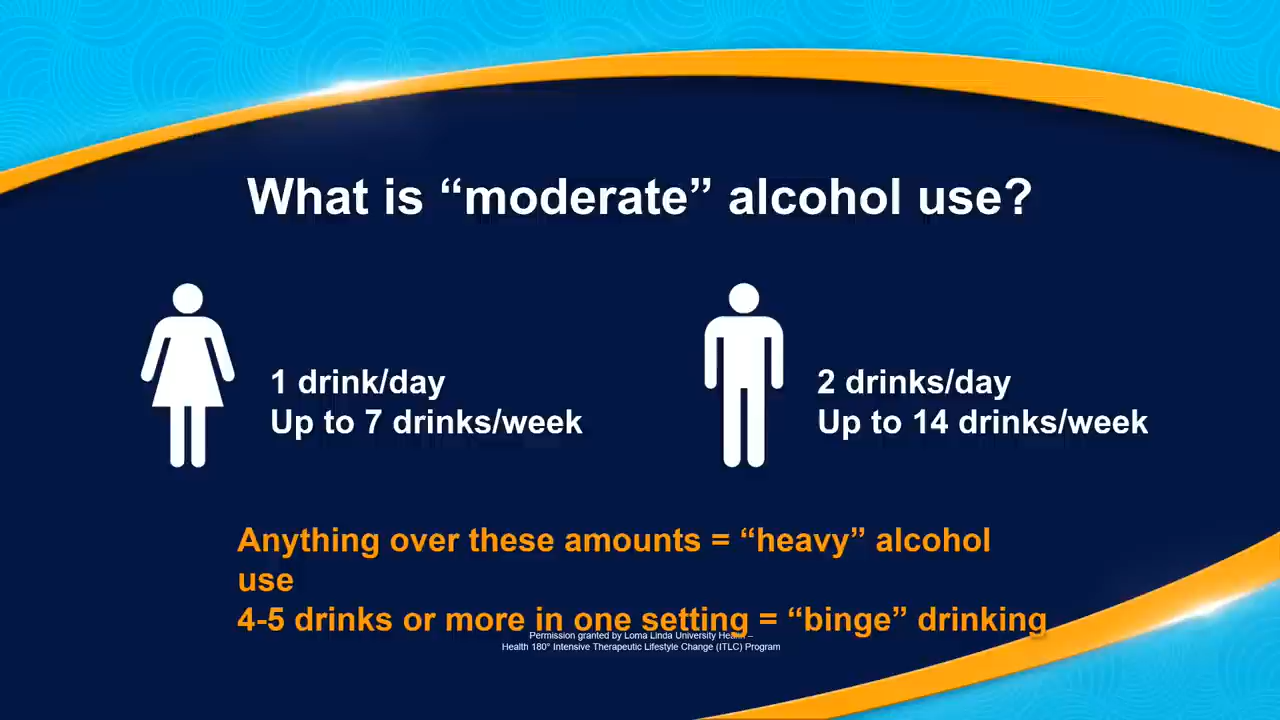 What is “moderate” alcohol use?
1 drink/day
Up to 7 drinks/week
2 drinks/day
Up to 14 drinks/week
Anything over these amounts = “heavy” alcohol
use
4-5 drinks or more in one setting = “binge” drinking
Permission granted by Loma Linda University Health –
Health 180° Intensive Therapeutic Lifestyle Change (ITLC) Program